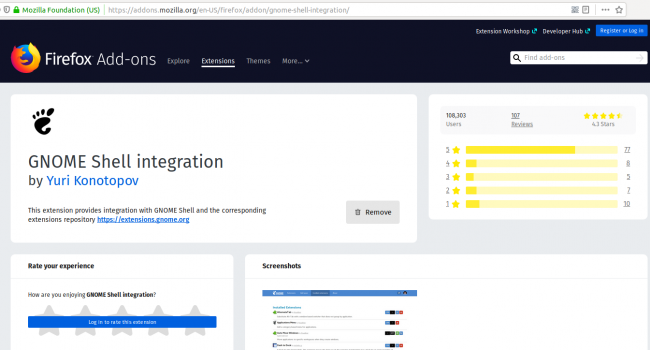 Mozilla Foundation (US) https://addons.mozilla.org/en-US/firefox/addon/gnome-shell-integration/
Extension Workshop Developer Hub Register or Log in
Firefox Add-ons Explore Extensions Themes More... Find add-ons
GNOME Shell integration
by Yuri Konotopov
This extension provides integration with GNOME Shell and the corresponding
extensions repository https://extensions.gnome.org
Remove
108,303 107
Users Reviews 4.3 Stars
5 77
4 8
3 5
2 7
1 10
Rate your experience
How are you enjoying GNOME Shell integration?
Log in to rate this extension
Screenshots